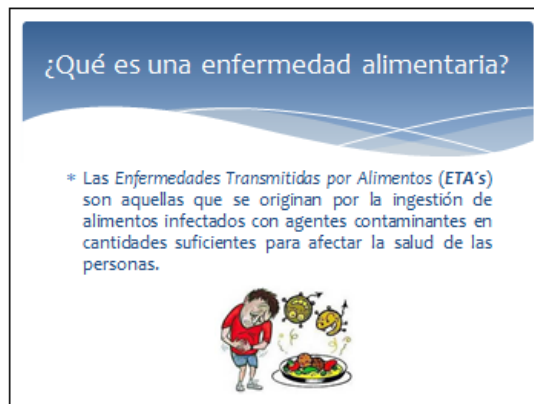 ¿Qué es una enfermedad alimentaria?
* Las Enfermedades Transmitidas por Alimentos (ETA´s)
son aquellas que se originan por la ingestión de
alimentos infectados con agentes contaminantes en
cantidades suficientes para afectar la salud de las
personas.